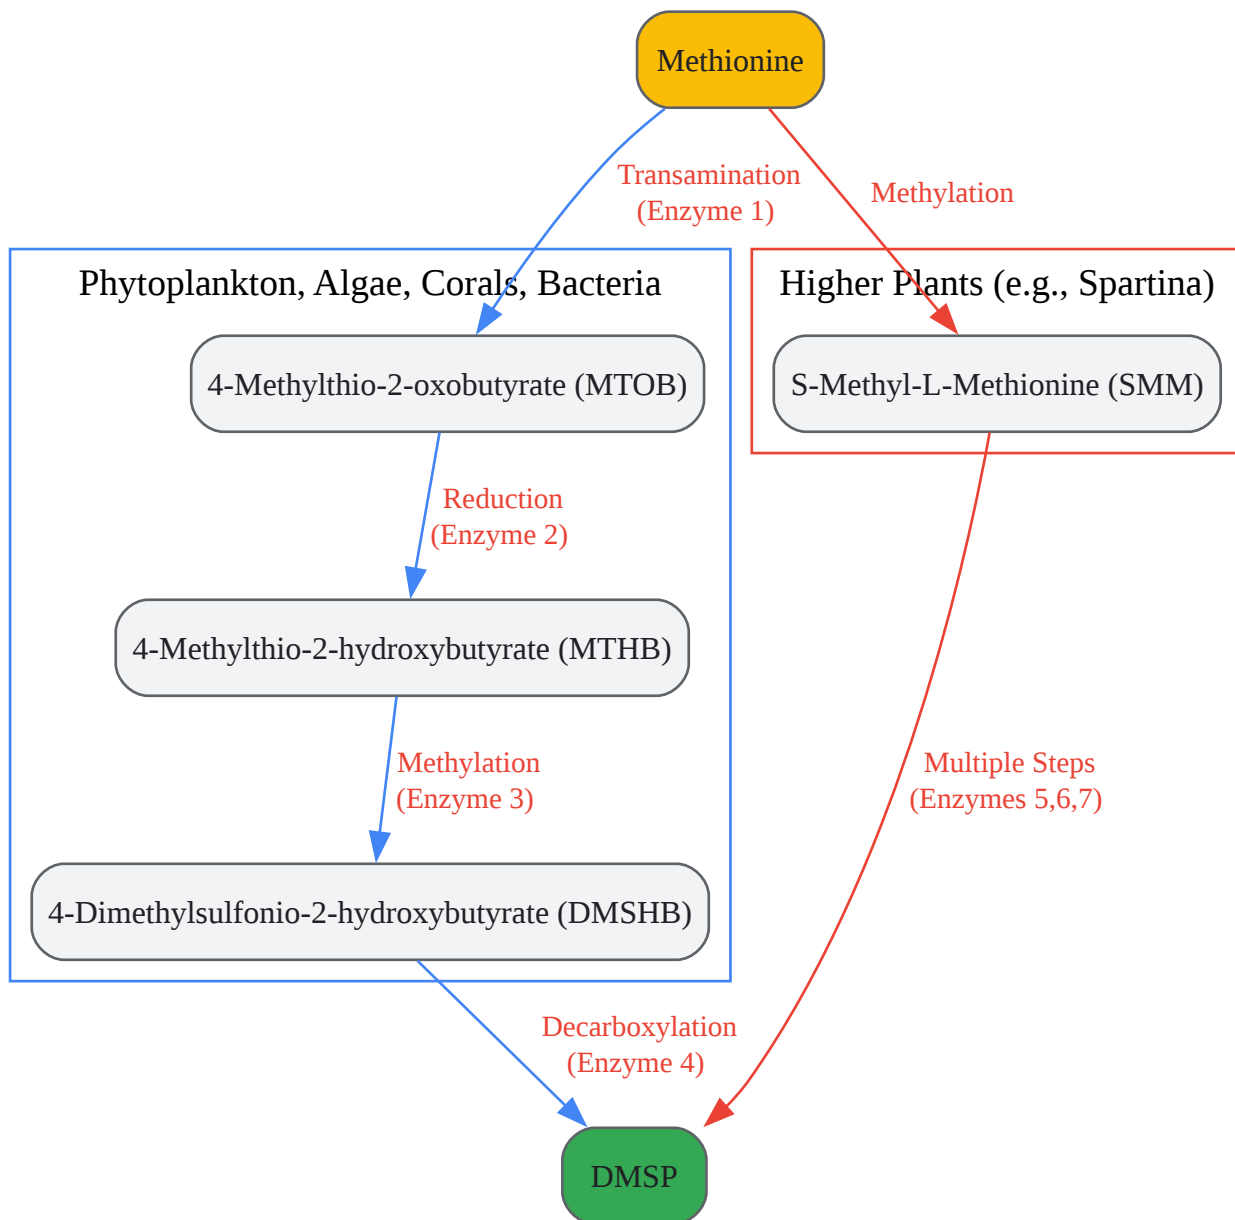 Methionine
Transamination
(Enzyme 1)
Methylation
Phytoplankton, Algae, Corals, Bacteria
Higher Plants (e.g., Spartina)
4-Methylthio-2-oxobutyrate (MTOB)
S-Methyl-L-Methionine (SMM)
Reduction
(Enzyme 2)
4-Methylthio-2-hydroxybutyrate (MTHB)
Methylation
(Enzyme 3)
Multiple Steps
(Enzymes 5,6,7)
4-Dimethylsulfonio-2-hydroxybutyrate (DMSHB)
Decarboxylation
(Enzyme 4)
DMSP